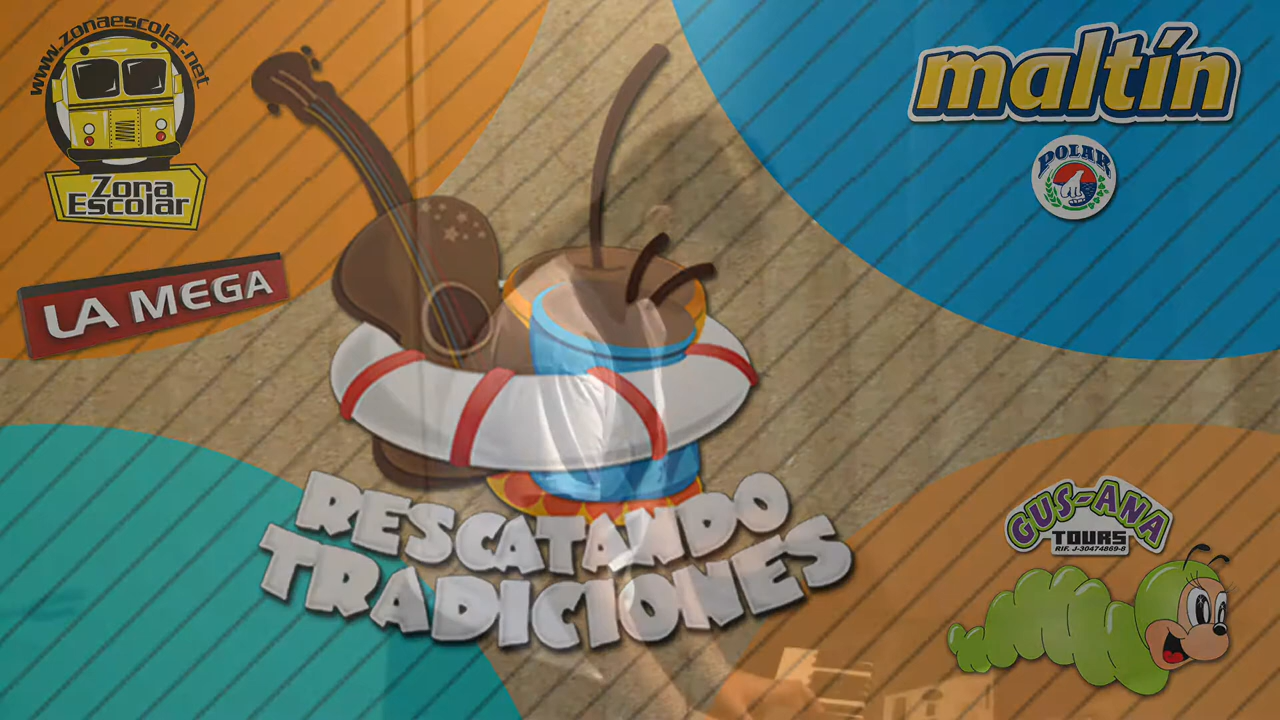 www.zonaescolar.net
Zona
Escolar
LA MEGA
maltín
POLAR
RESCATANDO
TRADICIONES
GUS-ANA
TOURS
RIF. J-30474869-8